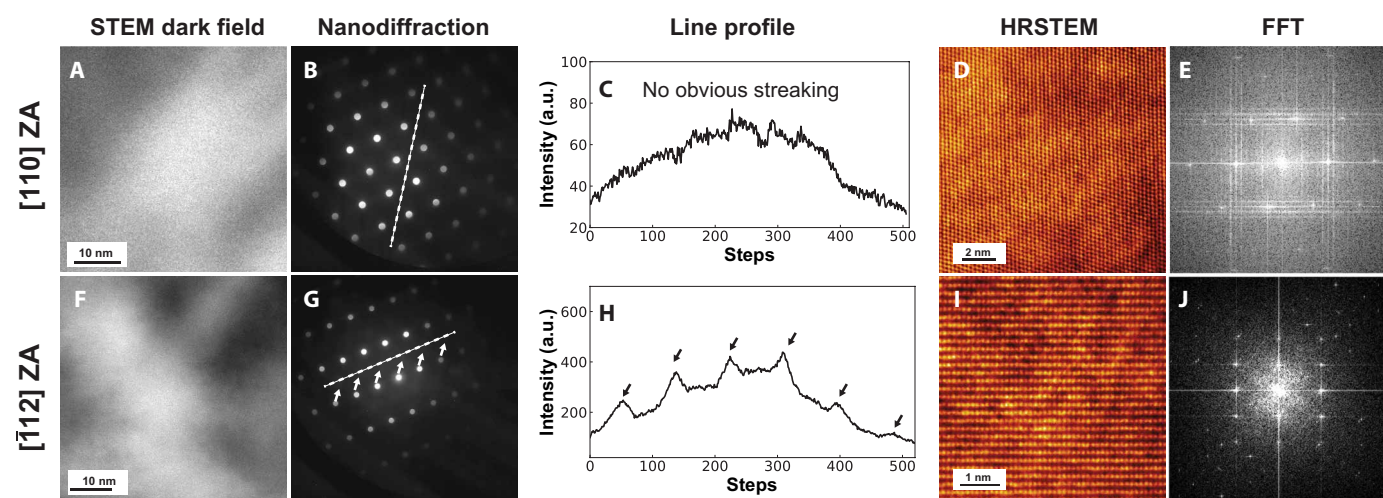 STEM dark field Nanodiffraction Line profile HRSTEM FFT
[110] ZA
A
10 nm
B
C No obvious streaking
Intensity (a.u.)
100
80
60
40
20
0 100 200 300 400 500
Steps
D
2 nm
E
[1̄12] ZA
F
10 nm
G
H
Intensity (a.u.)
600
400
200
0 100 200 300 400 500
Steps
I
1 nm
J